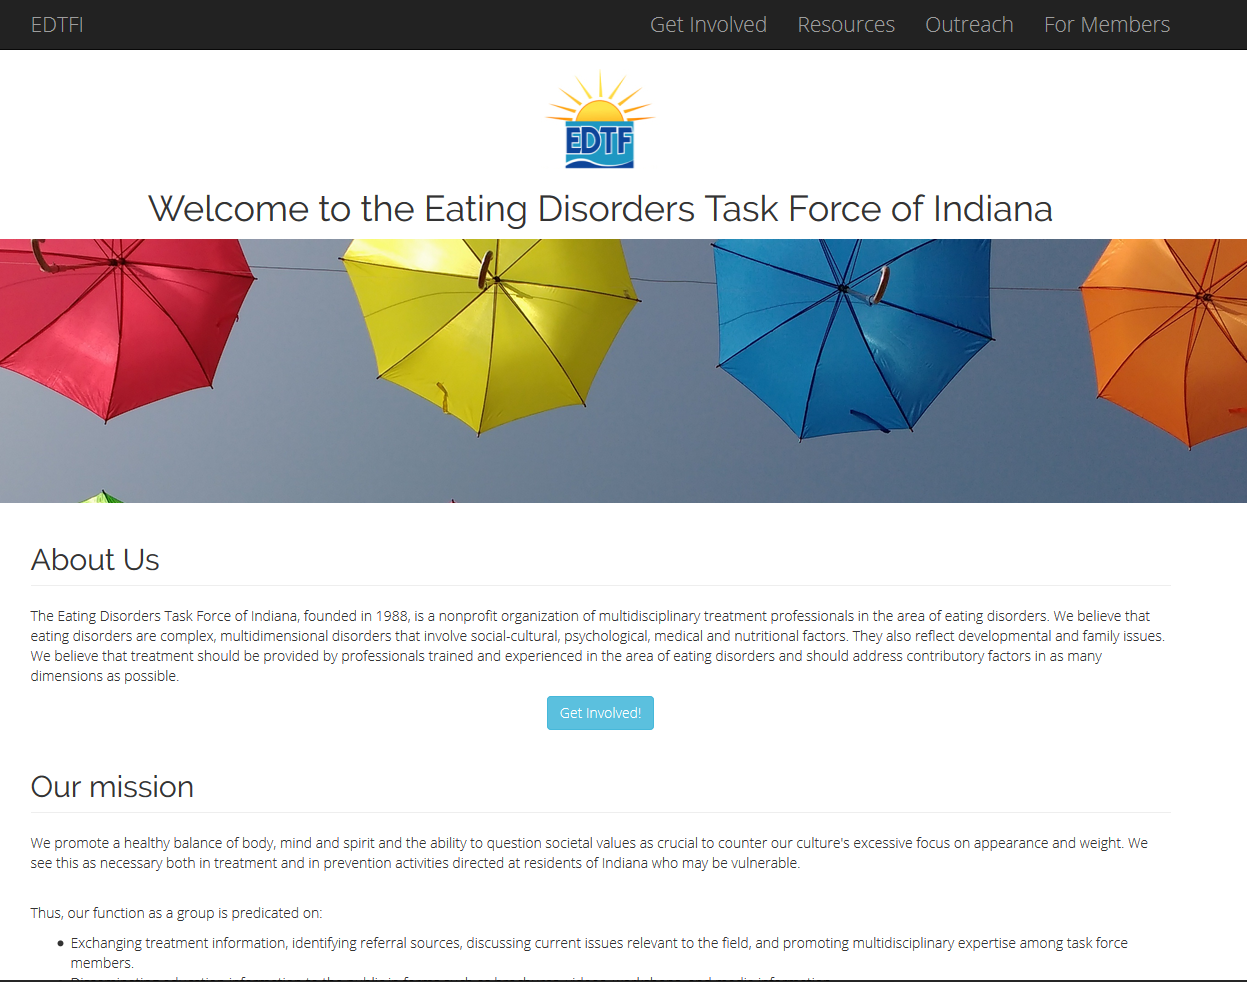 EDTFI Get Involved Resources Outreach For Members
EDTF
Welcome to the Eating Disorders Task Force of Indiana
About Us
The Eating Disorders Task Force of Indiana, founded in 1988, is a nonprofit organization of multidisciplinary treatment professionals in the area of eating disorders. We believe that
eating disorders are complex, multidimensional disorders that involve social-cultural, psychological, medical and nutritional factors. They also reflect developmental and family issues.
We believe that treatment should be provided by professionals trained and experienced in the area of eating disorders and should address contributory factors in as many
dimensions as possible.
Get Involved!
Our mission
We promote a healthy balance of body, mind and spirit and the ability to question societal values as crucial to counter our culture's excessive focus on appearance and weight. We
see this as necessary both in treatment and in prevention activities directed at residents of Indiana who may be vulnerable.
Thus, our function as a group is predicated on:
• Exchanging treatment information, identifying referral sources, discussing current issues relevant to the field, and promoting multidisciplinary expertise among task force
members.